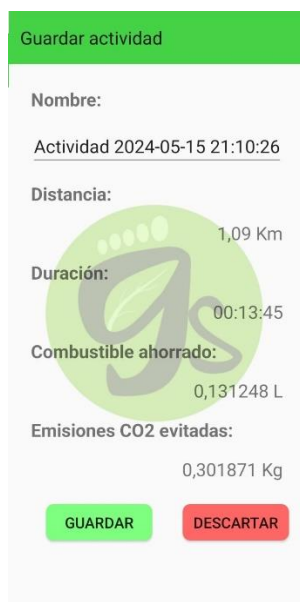 Guardar actividad
Nombre:
Actividad 2024-05-15 21:10:26
Distancia:
1,09 Km
Duración:
00:13:45
Combustible ahorrado:
0,131248 L
Emisiones CO2 evitadas:
0,301871 Kg
GUARDAR DESCARTAR
gs